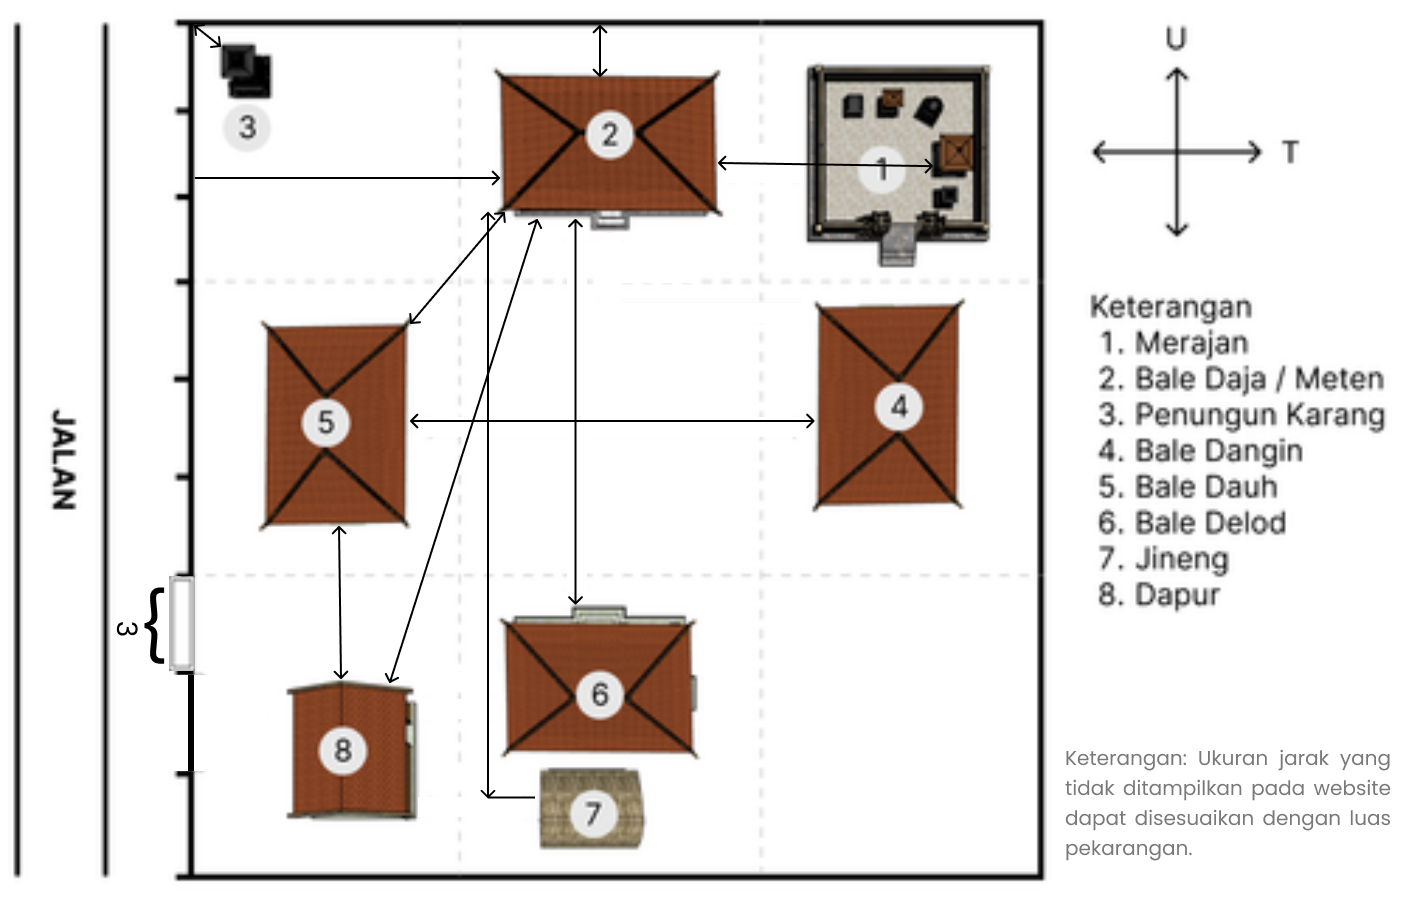 U
T
JALAN
3
2
1
5
4
3
6
8
7
Keterangan
1. Merajan
2. Bale Daja / Meten
3. Penungun Karang
4. Bale Dangin
5. Bale Dauh
6. Bale Delod
7. Jineng
8. Dapur
Keterangan: Ukuran jarak yang
tidak ditampilkan pada website
dapat disesuaikan dengan luas
pekarangan.